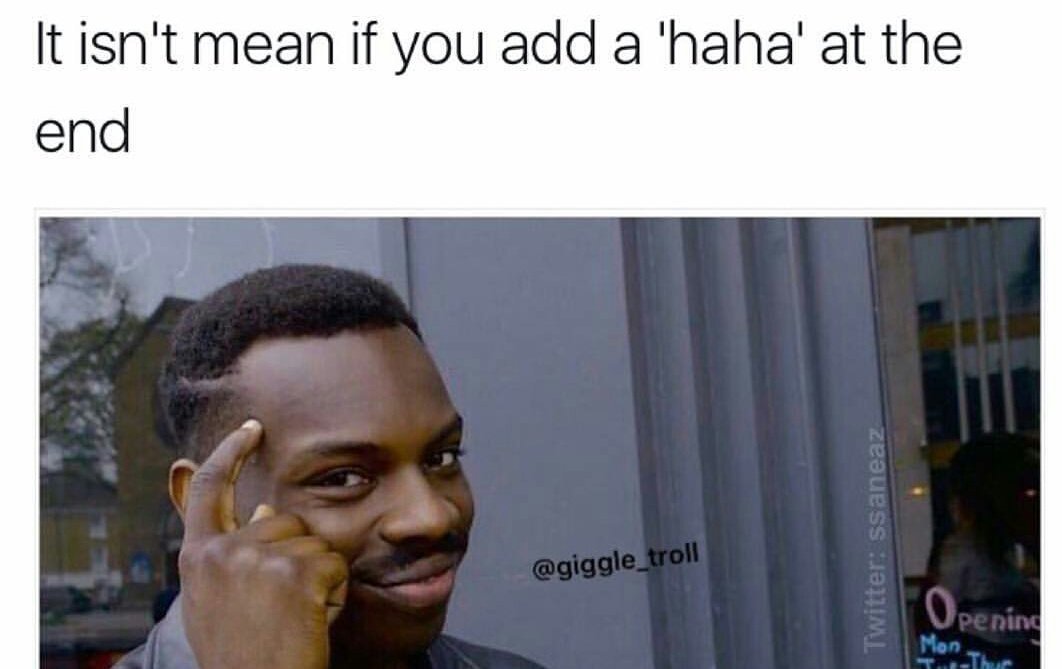 It isn't mean if you add a 'haha' at the
end
@giggle_troll
Twitter: ssaneaz
Opening
Mon